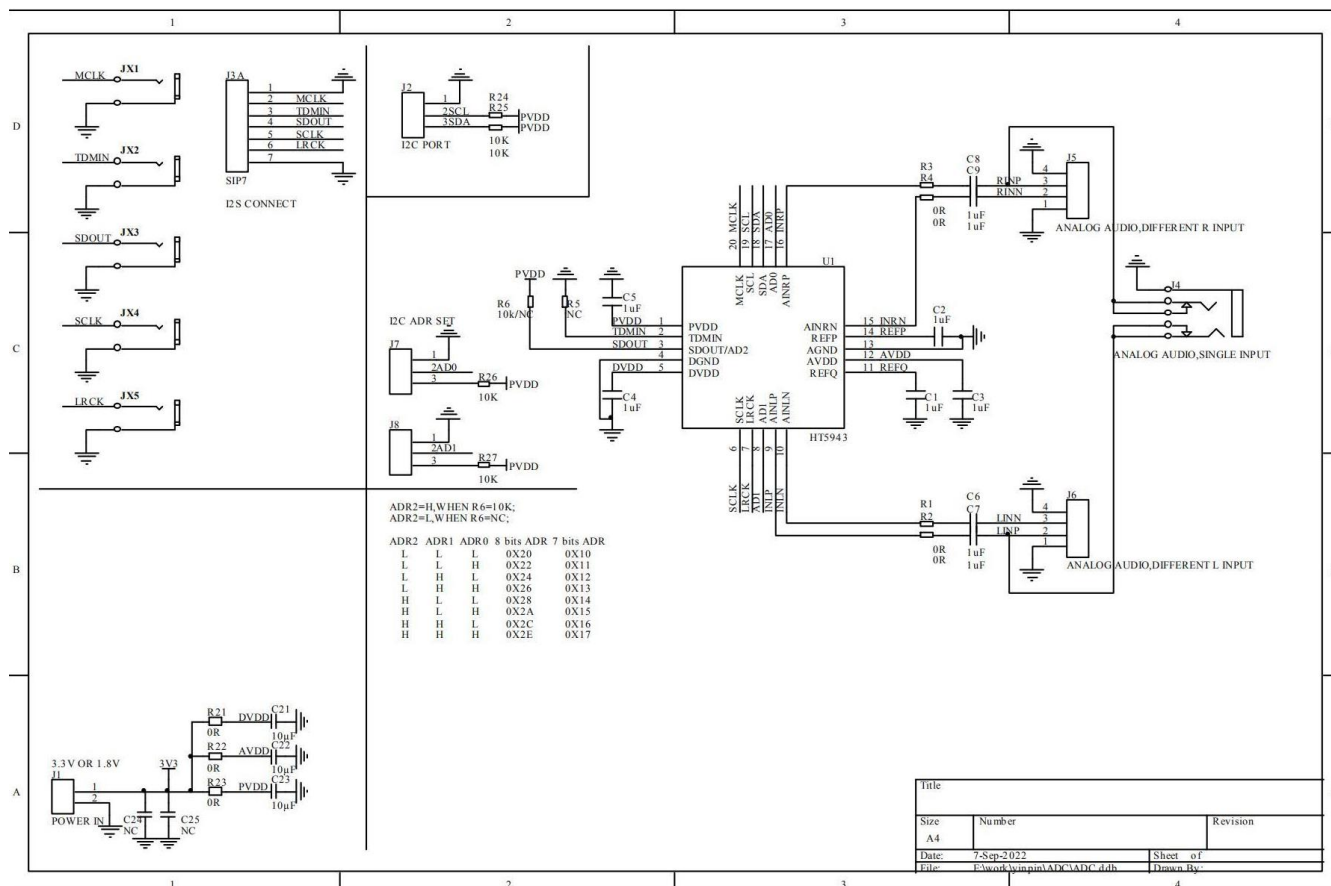 1 2 3 4
D
C
B
A
MCLK JX1
TDMIN JX2
SDOUT JX3
SCLK JX4
LRCK JX5
J3A
1
2 MCLK
3 TDMIN
4 SDOUT
5 SCLK
6 LRCK
7
SIP7
I2S CONNECT
J2
1
2SCL
3SDA
R24
R25
PVDD
PVDD
10K
10K
I2C PORT
I2C ADR SET
J7
1
2AD0
3
R26
PVDD
10K
J8
1
2AD1
3
R27
PVDD
10K
PVDD
R6
10k/NC
R5
NC
C5
1uF
PVDD 1
TDMIN 2
SDOUT 3
4
DVDD 5
C4
1uF
20 MCLK
19 SCL
18 SDA
17 AD0
16 INRP
U1
MCLK
SCL
SDA
AD0
AINRP
PVDD
TDMIN
SDOUT/AD2
DGND
DVDD
AINRN
REFP
AGND
AVDD
REFQ
SCLK
LRCK
AD1
AINLP
AINLN
HT5943
15 INRN
14 REFP
13
12 AVDD
11 REFQ
C2
1uF
C1
1uF
C3
1uF
6
7
8
9
10
SCLK
LRCK
AD1
INLP
INLN
R3
R4
0R
0R
C8
C9
1uF
1uF
RINP
RINN
J5
4
3
2
1
ANALOG AUDIO,DIFFERENT R INPUT
J4
ANALOG AUDIO,SINGLE INPUT
R1
R2
0R
0R
C6
C7
1uF
1uF
LINN
LINP
J6
4
3
2
1
ANALOG AUDIO,DIFFERENT L INPUT
ADR2=H,WHEN R6=10K;
ADR2=L,WHEN R6=NC;
ADR2 ADR1 ADR0 8 bits ADR 7 bits ADR
L L L 0X20 0X10
L L H 0X22 0X11
L H L 0X24 0X12
L H H 0X26 0X13
H L L 0X28 0X14
H L H 0X2A 0X15
H H L 0X2C 0X16
H H H 0X2E 0X17
3.3V OR 1.8V
J1
1
2
POWER IN
C24
NC
3V3
C25
NC
R21
0R
DVDD
C21
10μF
R22
0R
AVDD
C22
10μF
R23
0R
PVDD
C23
10μF
Title
Size Number Revision
A4
Date: 7-Sep-2022 Sheet of
File: E:\work\yinpin\ADC\ADC.ddb Drawn By:
1 2 3 4